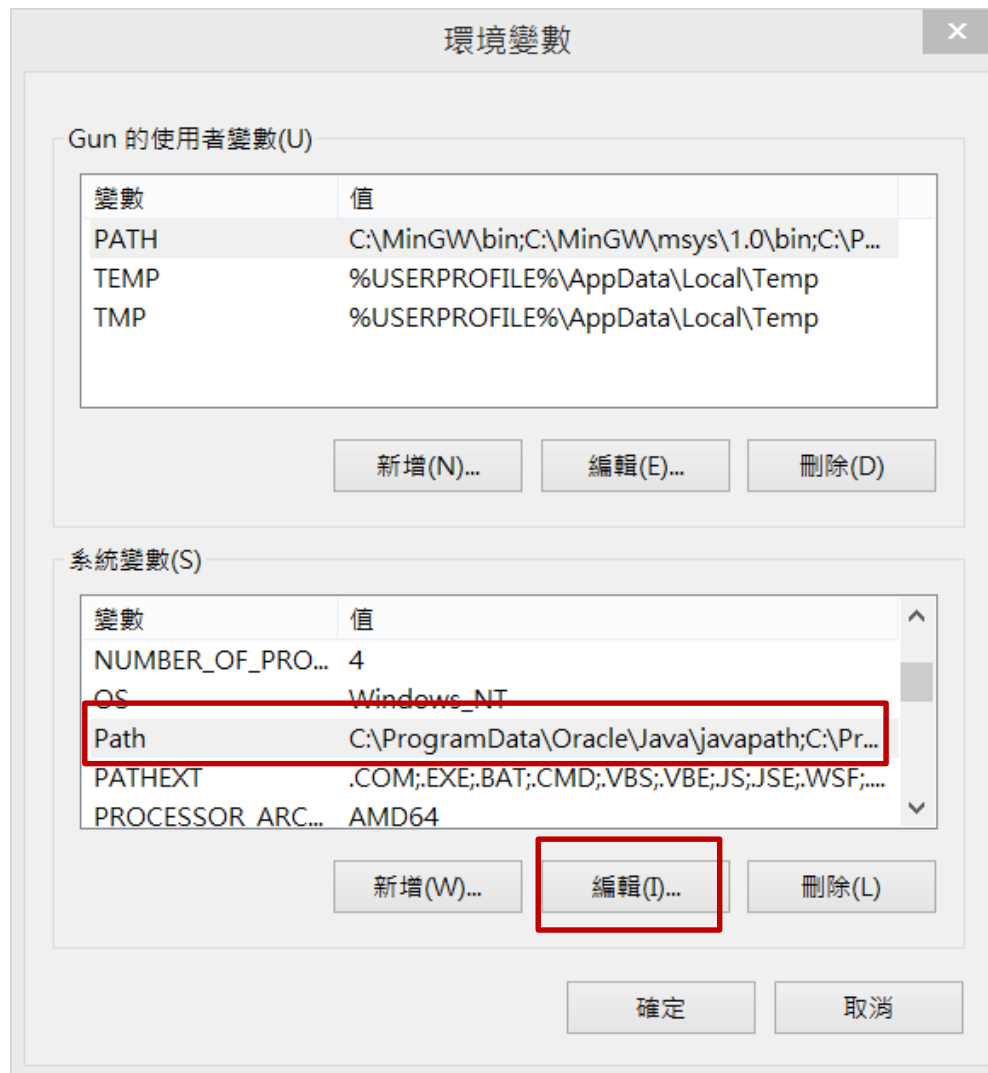 環境變數
Gun 的使用者變數(U)
變數 值
PATH C:\MinGW\bin;C:\MinGW\msys\1.0\bin;C:\P...
TEMP %USERPROFILE%\AppData\Local\Temp
TMP %USERPROFILE%\AppData\Local\Temp
新增(N)... 編輯(E)... 刪除(D)
系統變數(S)
變數 值
NUMBER_OF_PRO... 4
OS Windows_NT
Path C:\ProgramData\Oracle\Java\javapath;C:\Pr...
PATHEXT .COM;.EXE;.BAT;.CMD;.VBS;.VBE;.JS;.JSE;.WSF;....
PROCESSOR_ARC... AMD64
新增(W)... 編輯(I)... 刪除(L)
確定 取消